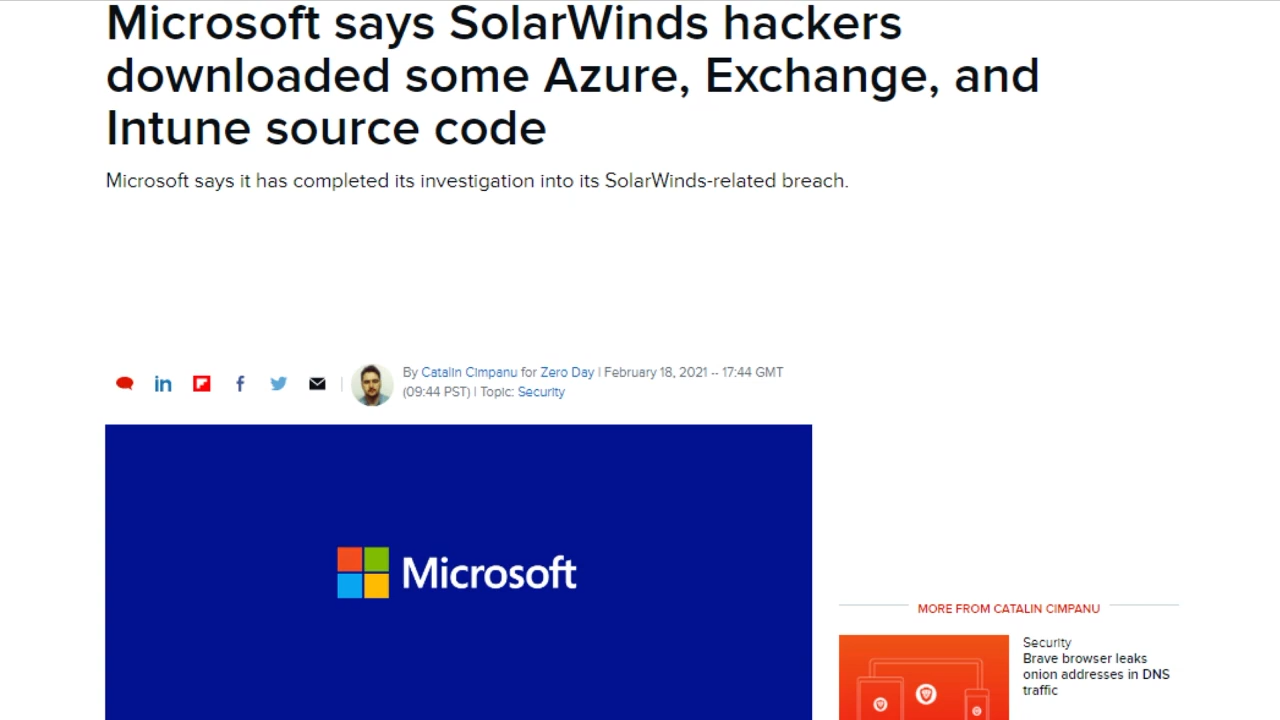 Microsoft says SolarWinds hackers
downloaded some Azure, Exchange, and
Intune source code
Microsoft says it has completed its investigation into its SolarWinds-related breach.
By Catalin Cimpanu for Zero Day | February 18, 2021 -- 17:44 GMT
(09:44 PST) | Topic: Security
Microsoft
MORE FROM CATALIN CIMPANU
Security
Brave browser leaks
onion addresses in DNS
traffic